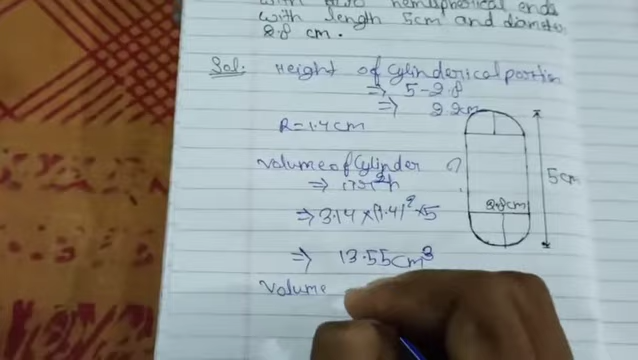 with two hemispherical ends
with length 5cm and diameter
2.8 cm.
Sol. Height of Cylinderical portion
⇒ 5-2.8
⇒ 2.2cm
R=1.4cm
Volume of Cylinder
⇒ πr²h
⇒ 3.14×(1.4)²×5
⇒ 13.55cm³
Volume
5cm
2.8cm